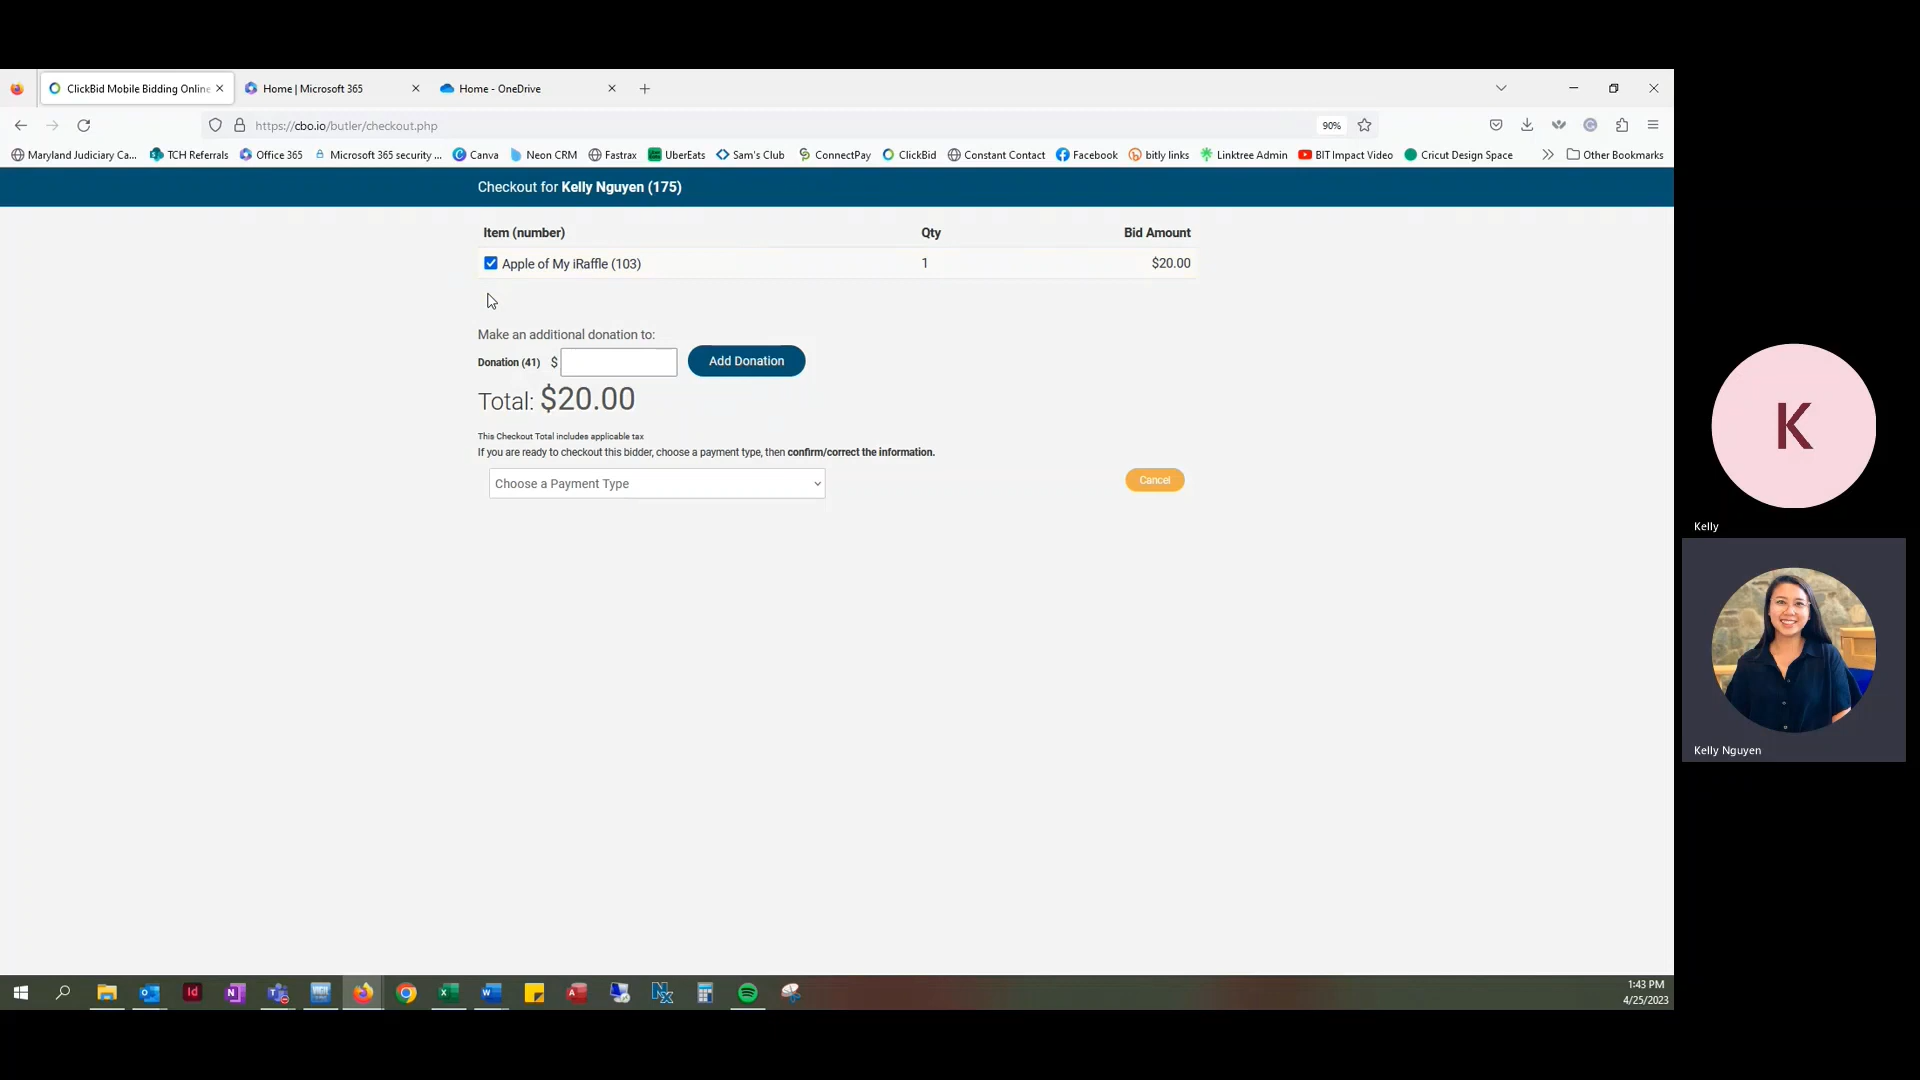 ClickBid Mobile Bidding Online
Home | Microsoft 365
Home - OneDrive
https://cbo.io/butler/checkout.php
90%
Maryland Judiciary Ca...
TCH Referrals
Office 365
Microsoft 365 security ...
Canva
Neon CRM
Fastrax
UberEats
Sam's Club
ConnectPay
ClickBid
Constant Contact
Facebook
bitly links
Linktree Admin
BIT Impact Video
Cricut Design Space
Other Bookmarks
Checkout for Kelly Nguyen (175)
Item (number) Qty Bid Amount
Apple of My iRaffle (103) 1 $20.00
Make an additional donation to:
Donation (41) $ Add Donation
Total: $20.00
This Checkout Total includes applicable tax
If you are ready to checkout this bidder, choose a payment type, then confirm/correct the information.
Choose a Payment Type
Cancel
K
Kelly
Kelly Nguyen
1:43 PM
4/25/2023